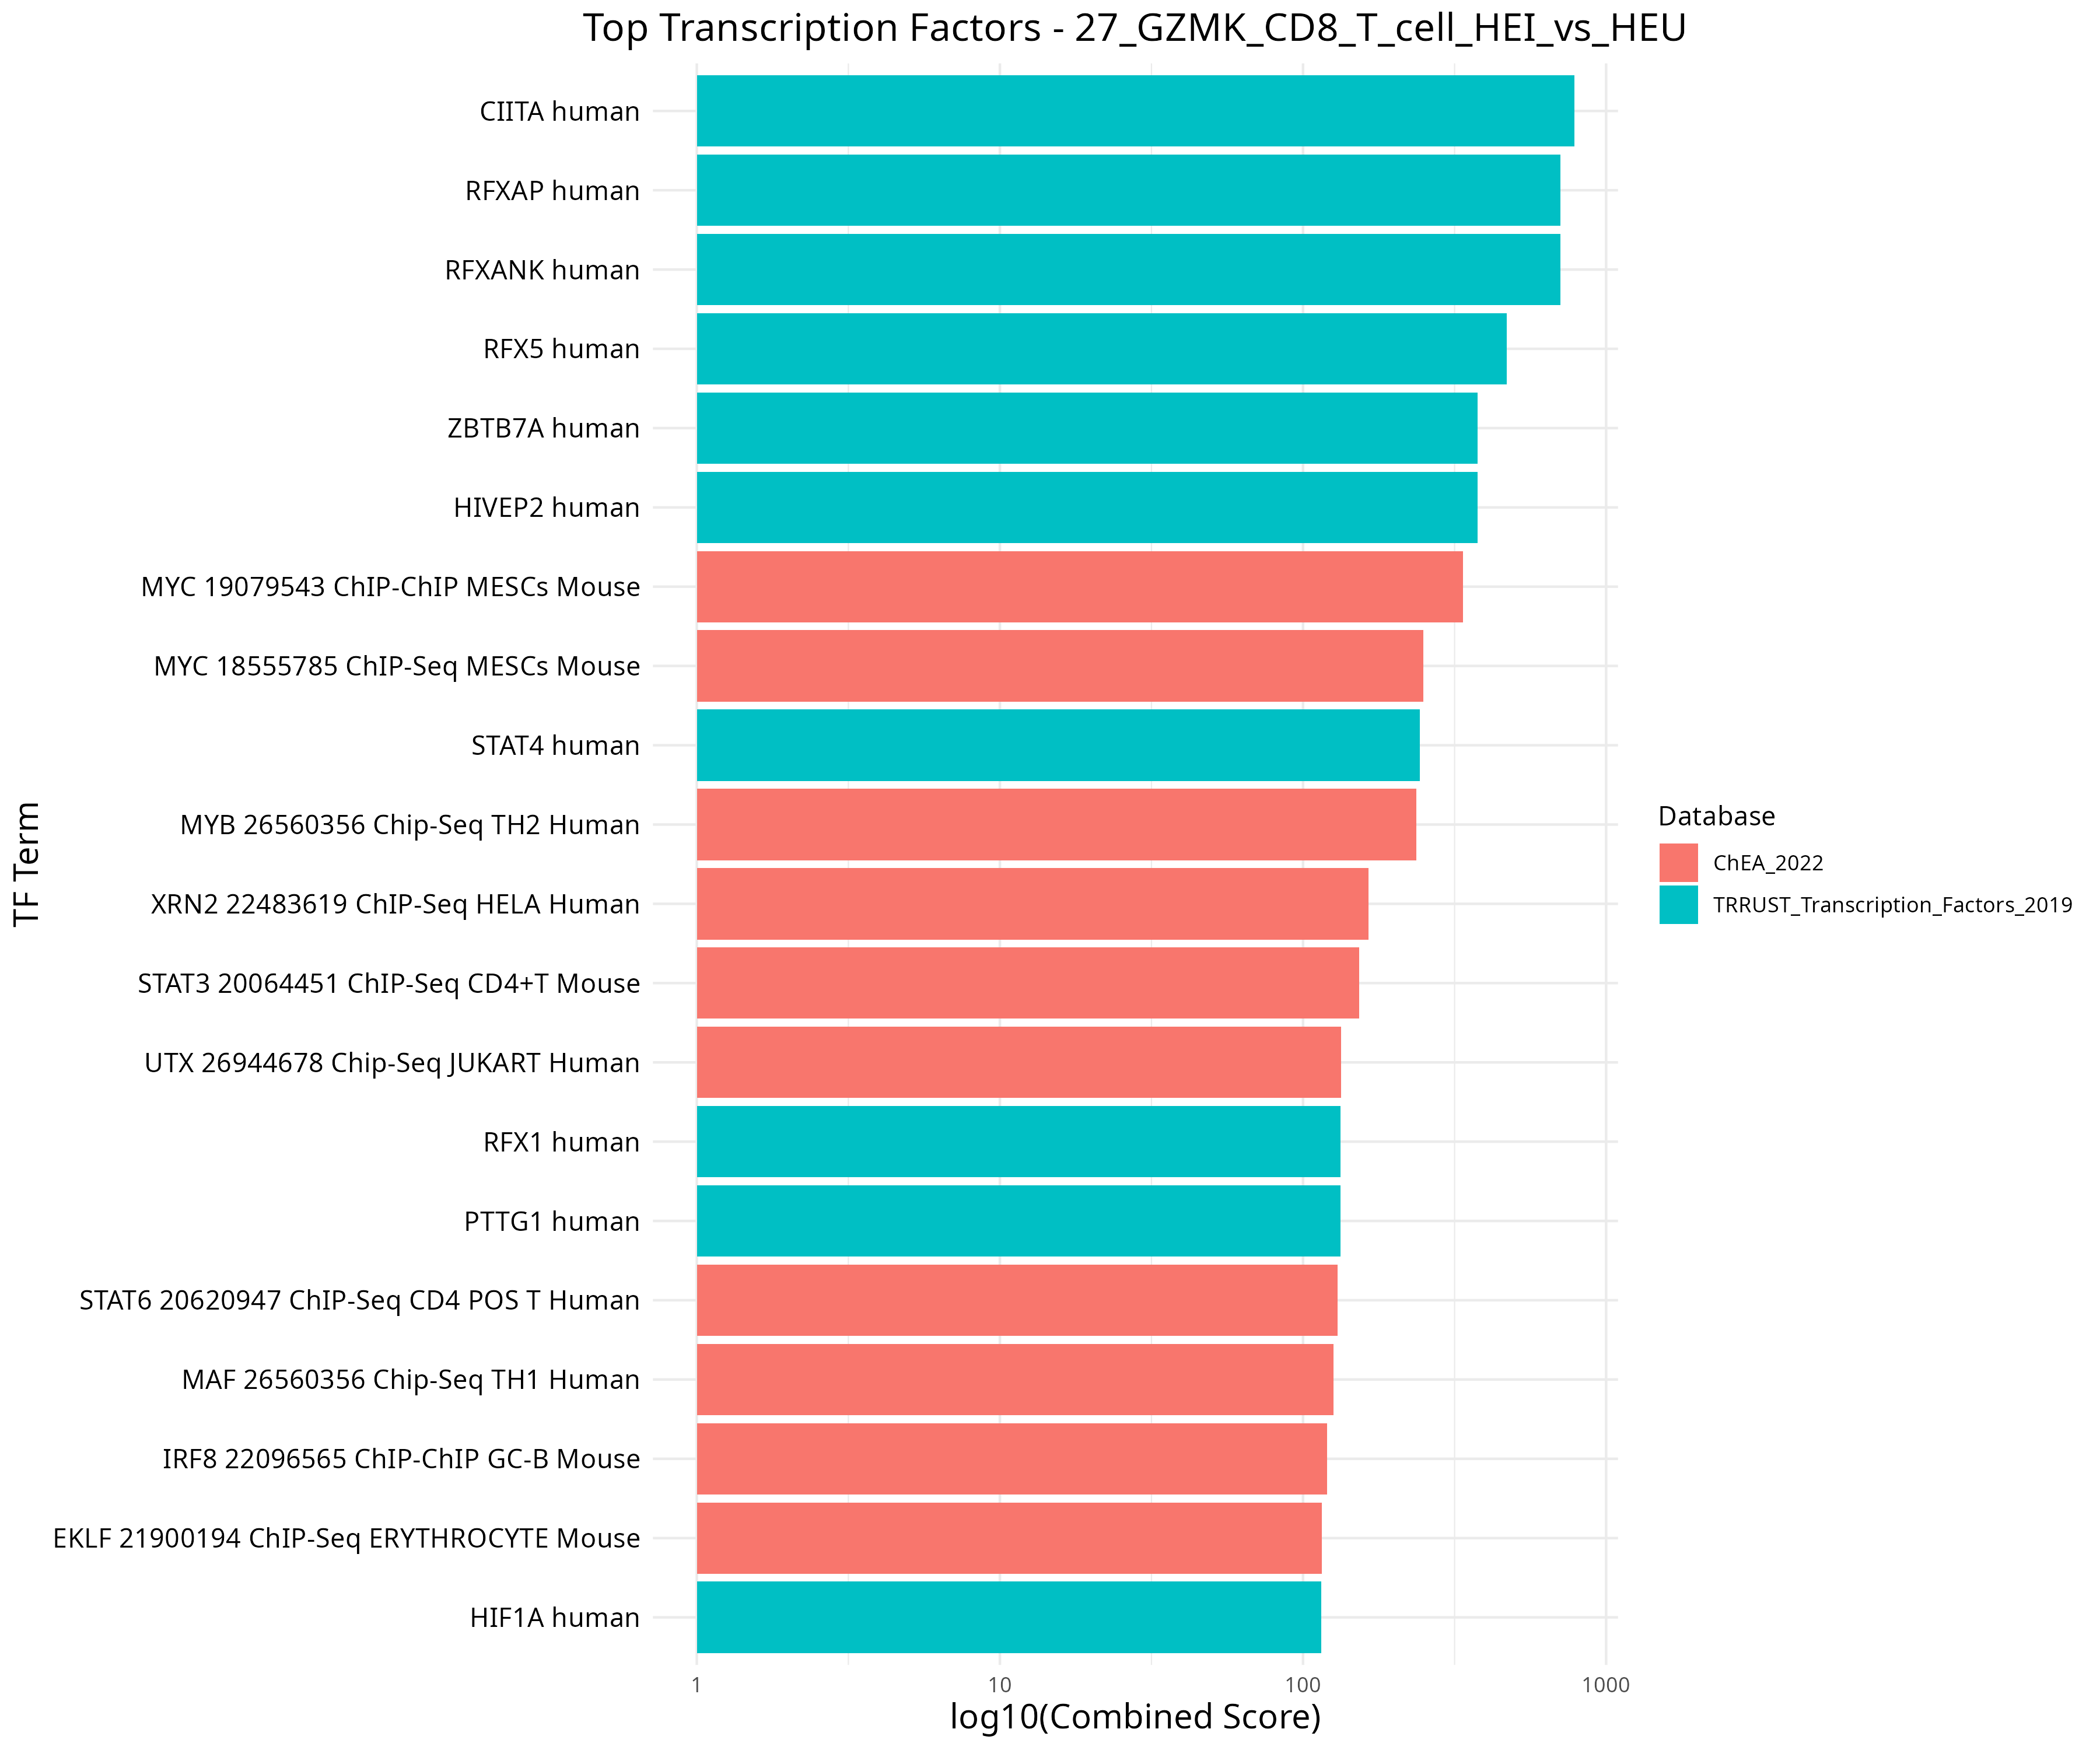 Top Transcription Factors - 27_GZMK_CD8_T_cell_HEI_vs_HEU
TF Term
CIITA human
RFXAP human
RFXANK human
RFX5 human
ZBTB7A human
HIVEP2 human
MYC 19079543 ChIP-ChIP MESCs Mouse
MYC 18555785 ChIP-Seq MESCs Mouse
STAT4 human
MYB 26560356 Chip-Seq TH2 Human
XRN2 22483619 ChIP-Seq HELA Human
STAT3 20064451 ChIP-Seq CD4+T Mouse
UTX 26944678 Chip-Seq JUKART Human
RFX1 human
PTTG1 human
STAT6 20620947 ChIP-Seq CD4 POS T Human
MAF 26560356 Chip-Seq TH1 Human
IRF8 22096565 ChIP-ChIP GC-B Mouse
EKLF 21900194 ChIP-Seq ERYTHROCYTE Mouse
HIF1A human
1 10 100 1000
log10(Combined Score)
Database
ChEA_2022
TRRUST_Transcription_Factors_2019